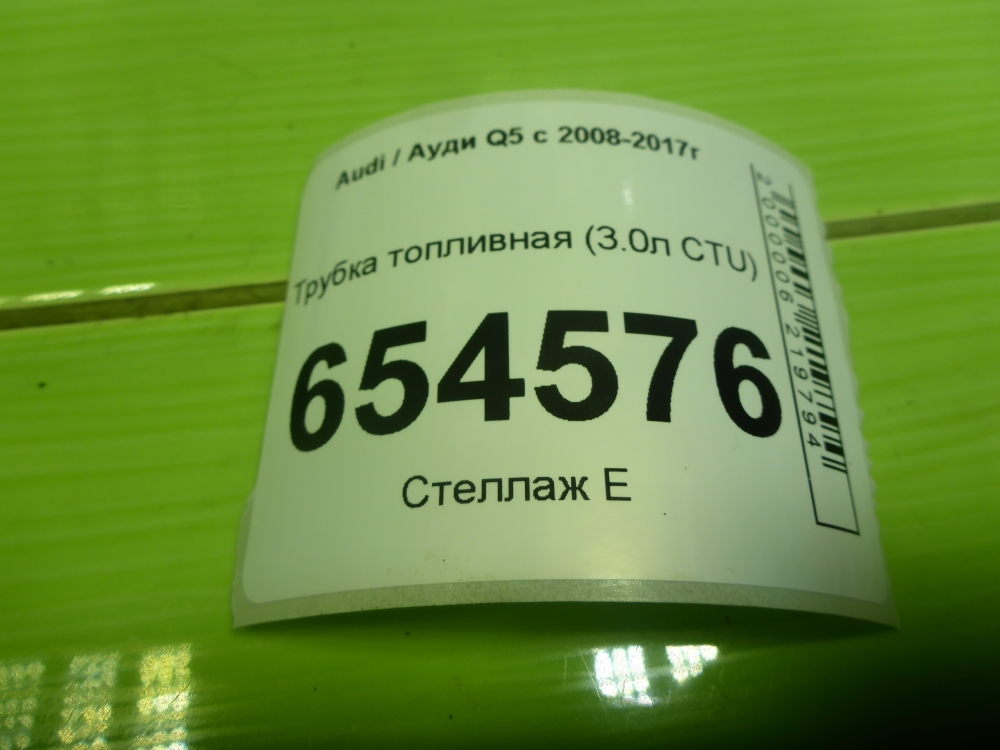 Audi / Ауди Q5 с 2008-2017г
Трубка топливная (3.0л CTU)
654576
Стеллаж Е
2000006219794